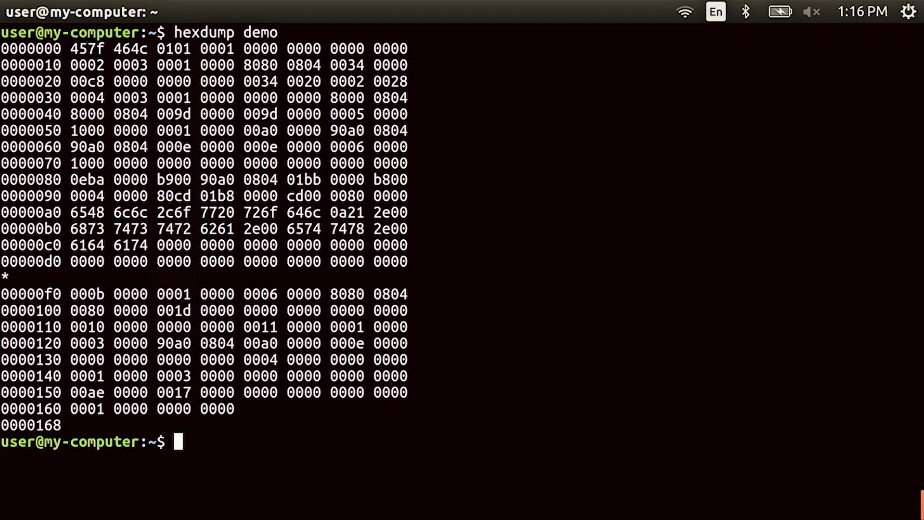 user@my-computer: ~ En 1:16 PM
user@my-computer:~$ hexdump demo
0000000 457f 464c 0101 0001 0000 0000 0000 0000
0000010 0002 0003 0001 0000 8080 0804 0034 0000
0000020 00c8 0000 0000 0000 0034 0020 0002 0028
0000030 0004 0003 0001 0000 0000 0000 8000 0804
0000040 8000 0804 009d 0000 009d 0000 0005 0000
0000050 1000 0000 0001 0000 00a0 0000 90a0 0804
0000060 90a0 0804 000e 0000 000e 0000 0006 0000
0000070 1000 0000 0000 0000 0000 0000 0000 0000
0000080 0eba 0000 b900 90a0 0804 01bb 0000 b800
0000090 0004 0000 80cd 01b8 0000 cd00 0080 0000
00000a0 6548 6c6c 2c6f 7720 726f 646c 0a21 2e00
00000b0 6873 7473 7472 6261 2e00 6574 7478 2e00
00000c0 6164 6174 0000 0000 0000 0000 0000 0000
00000d0 0000 0000 0000 0000 0000 0000 0000 0000
*
00000f0 000b 0000 0001 0000 0006 0000 8080 0804
0000100 0080 0000 001d 0000 0000 0000 0000 0000
0000110 0010 0000 0000 0000 0011 0000 0001 0000
0000120 0003 0000 90a0 0804 00a0 0000 000e 0000
0000130 0000 0000 0000 0000 0004 0000 0000 0000
0000140 0001 0000 0003 0000 0000 0000 0000 0000
0000150 00ae 0000 0017 0000 0000 0000 0000 0000
0000160 0001 0000 0000 0000
0000168
user@my-computer:~$